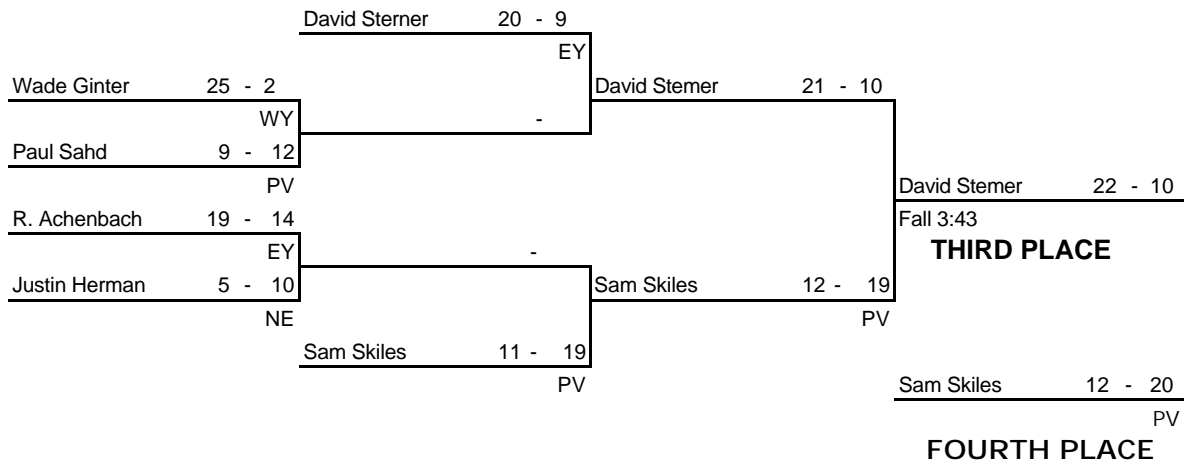 David Sterner 20 - 9
EY
Wade Ginter 25 - 2
David Stemer 21 - 10
WY
-
Paul Sahd 9 - 12
PV
David Stemer 22 - 10
R. Achenbach 19 - 14
Fall 3:43
EY
-
THIRD PLACE
Justin Herman 5 - 10
Sam Skiles 12 - 19
NE
PV
Sam Skiles 11 - 19
PV
Sam Skiles 12 - 20
PV
FOURTH PLACE